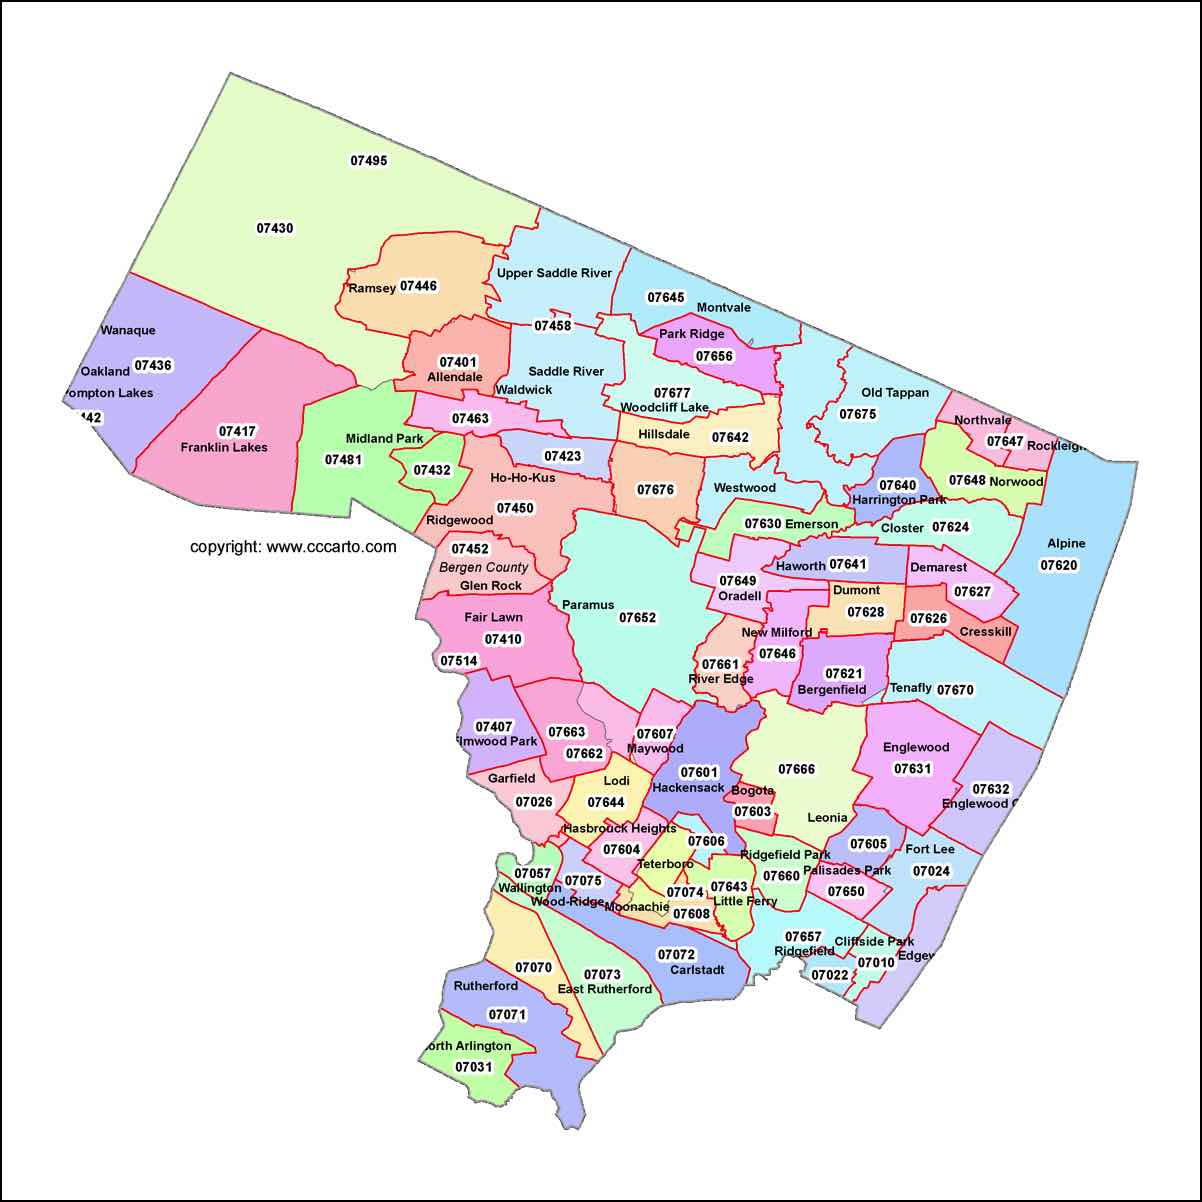 07495
07430
Upper Saddle River
Ramsey 07446
07645
Montvale
07458
Wanaque
Park Ridge
07656
07401
Allendale
Oakland 07436
Saddle River
Waldwick
ompton Lakes
07677
Woodcliff Lake
Old Tappan
07675
442
07417
Franklin Lakes
07463
Northvale
07647
Rockleigh
Midland Park
07481
07432
Hillsdale 07642
07423
Ho-Ho-Kus
07450
Ridgewood
07676
Westwood
07640
Harrington Park
07648 Norwood
07630 Emerson
Closter 07624
Alpine
07620
copyright: www.cccarto.com
07452
Bergen County
Glen Rock
Haworth 07641
Demarest
07627
07649
Oradell
Dumont
07628
Paramus
07652
07626
Cresskill
Fair Lawn
07410
07514
New Milford
07646
07661
River Edge
07621
Bergenfield
Tenafly 07670
07407
lmwood Park
07663
07662
07607
Maywood
Englewood
07631
07666
07601
Hackensack
Garfield
07026
Lodi
07644
Bogota
07603
07632
Englewood C
Leonia
Hasbrouck Heights
07604
07606
07605
Fort Lee
07024
Teterboro
Ridgefield Park
07660
Palisades Park
07650
07057
Wallington
07075
Wood-Ridge
07074
Moonachie
07608
07643
Little Ferry
07657
Ridgefield
Cliffside Park
07010
Edgew
07022
07072
Carlstadt
07070
07073
East Rutherford
Rutherford
07071
orth Arlington
07031